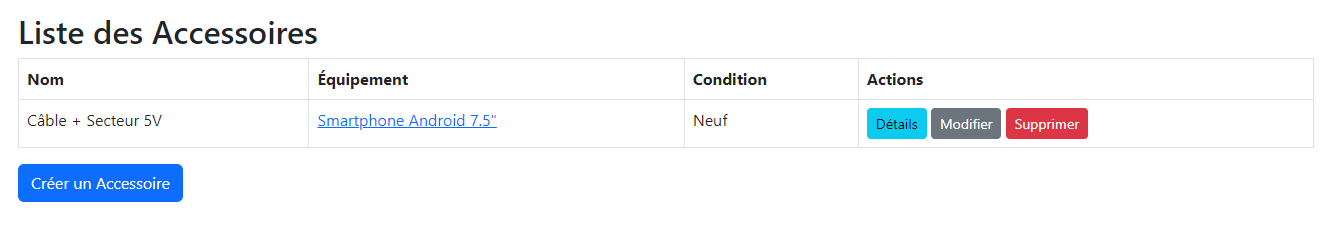 Liste des Accessoires
Nom Équipement Condition Actions
Câble + Secteur 5V Smartphone Android 7.5" Neuf Détails Modifier Supprimer
Créer un Accessoire